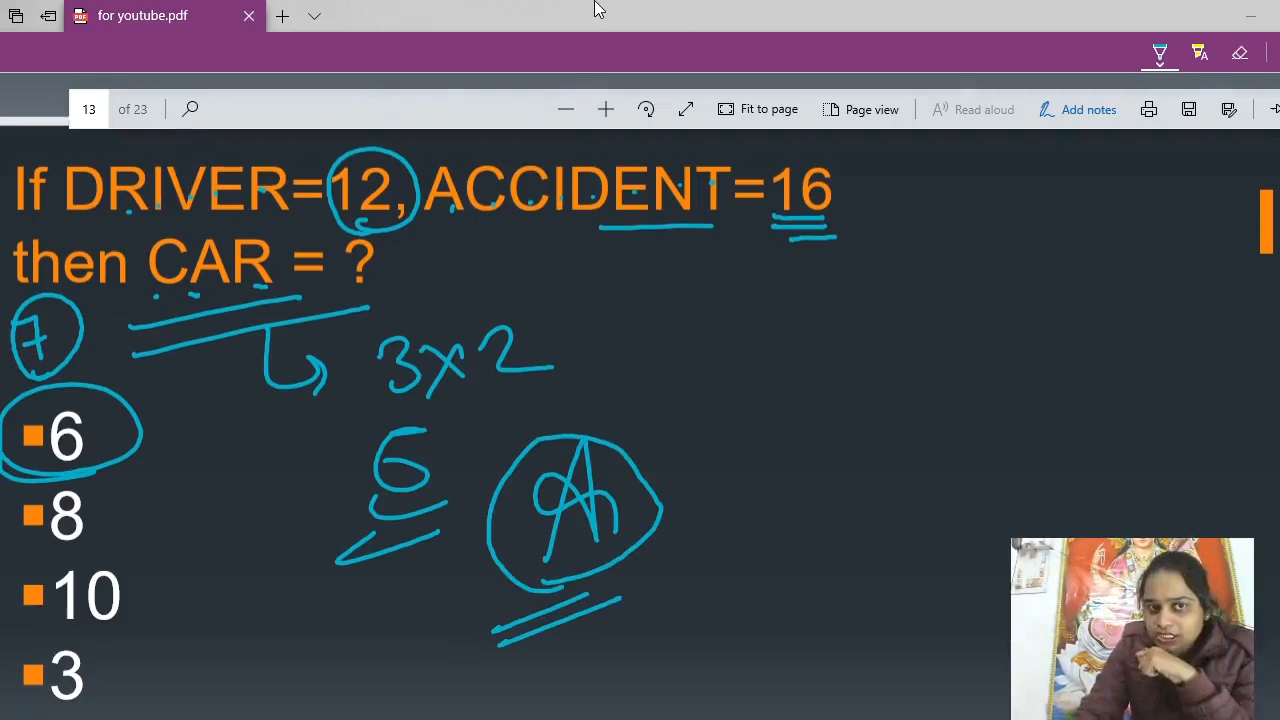 for youtube.pdf
13 of 23
Fit to page
Page view
Read aloud
Add notes
If DRIVER=12, ACCIDENT=16
then CAR = ?
7
3x2
6
6
8
10
3